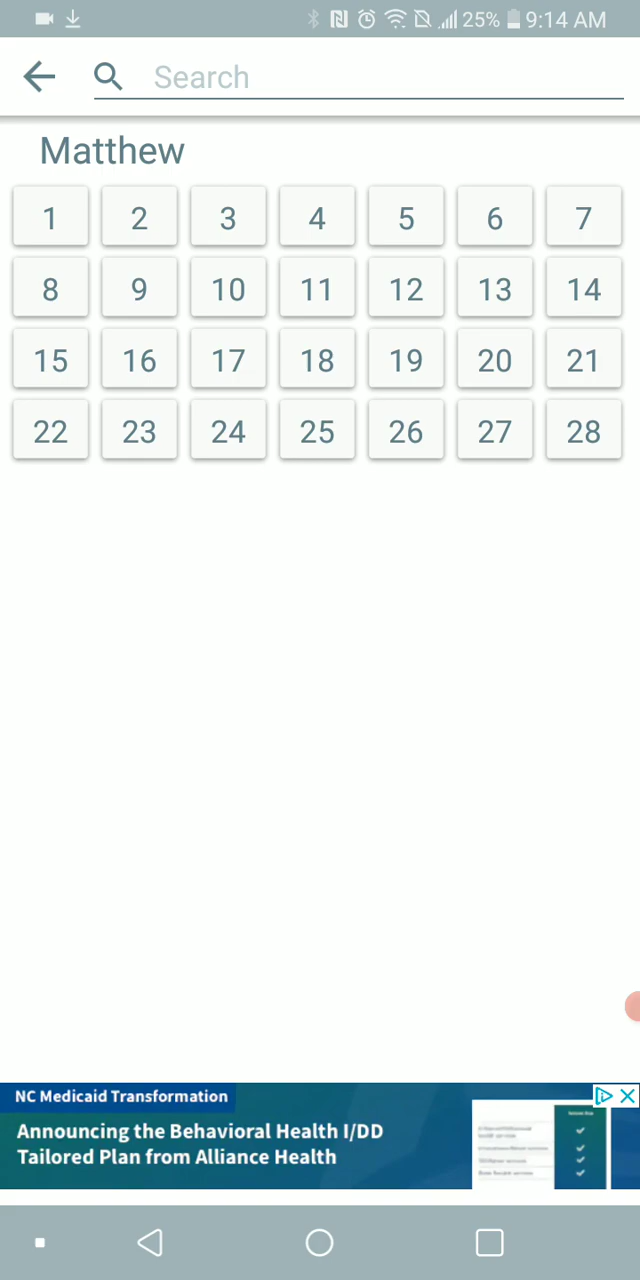 25% 9:14 AM
Search
Matthew
1 2 3 4 5 6 7
8 9 10 11 12 13 14
15 16 17 18 19 20 21
22 23 24 25 26 27 28
NC Medicaid Transformation
Announcing the Behavioral Health I/DD
Tailored Plan from Alliance Health